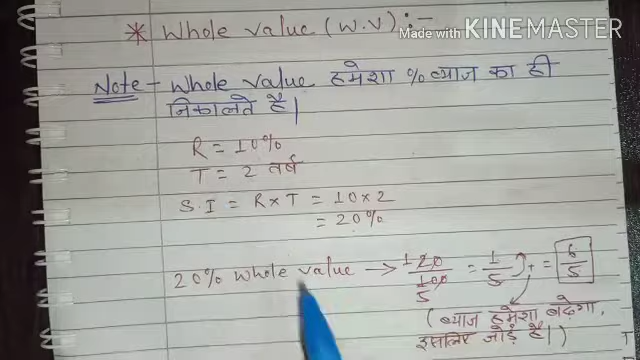 * Whole value (W.V) :-
Made with KINEMASTER
Note - Whole value हमेशा % ब्याज का ही
निकालते है।
R = 10%
T = 2 वर्ष
S.I = R × T = 10 × 2
= 20%
20% Whole value → 1 20/100 5 = 1/5 + = 6/5
( ब्याज हमेशा बढ़ेगा,
इसलिए जोड़ है।)